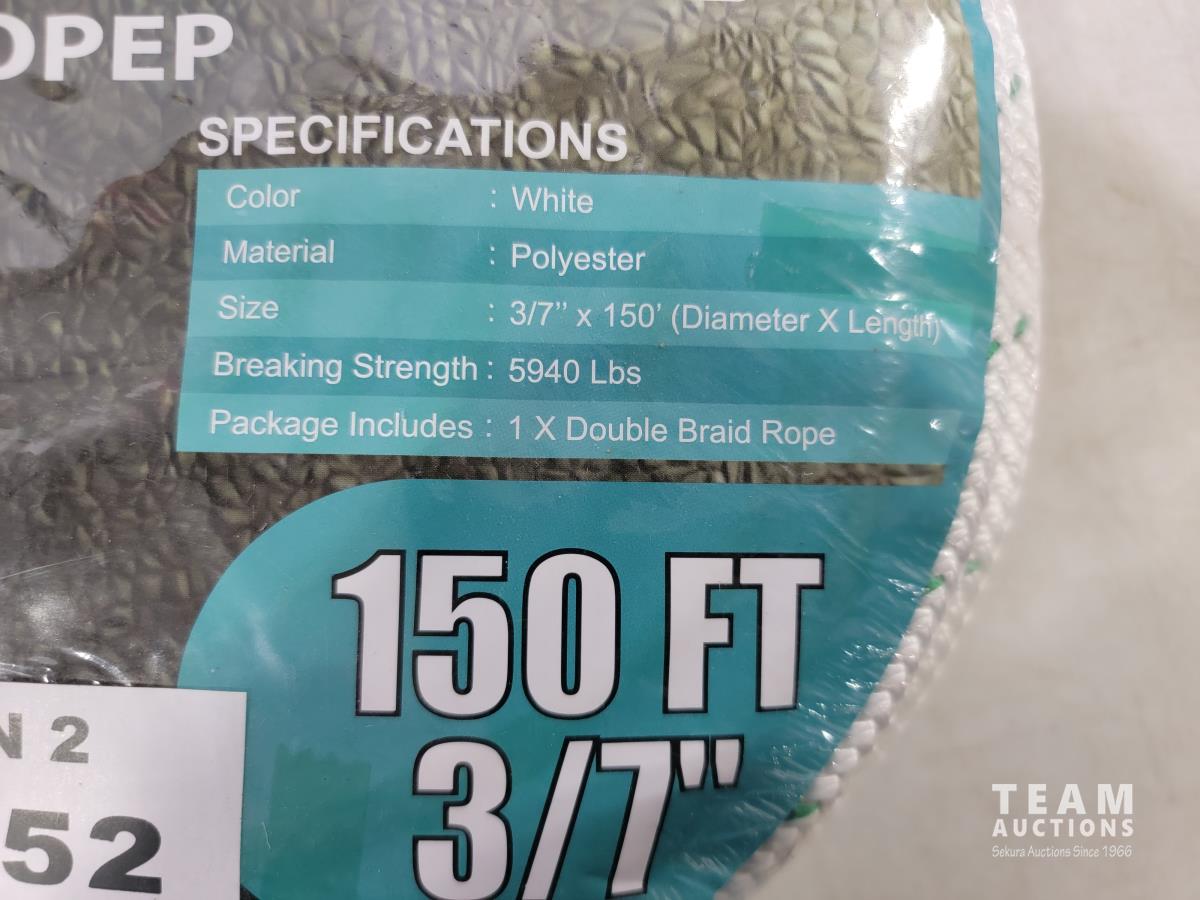 SPECIFICATIONS
Color : White
Material : Polyester
Size : 3/7” x 150’ (Diameter X Length)
Breaking Strength : 5940 Lbs
Package Includes : 1 X Double Braid Rope
150 FT
3/7"
N 2
52
TEAM
AUCTIONS
Sekura Auctions Since 1966